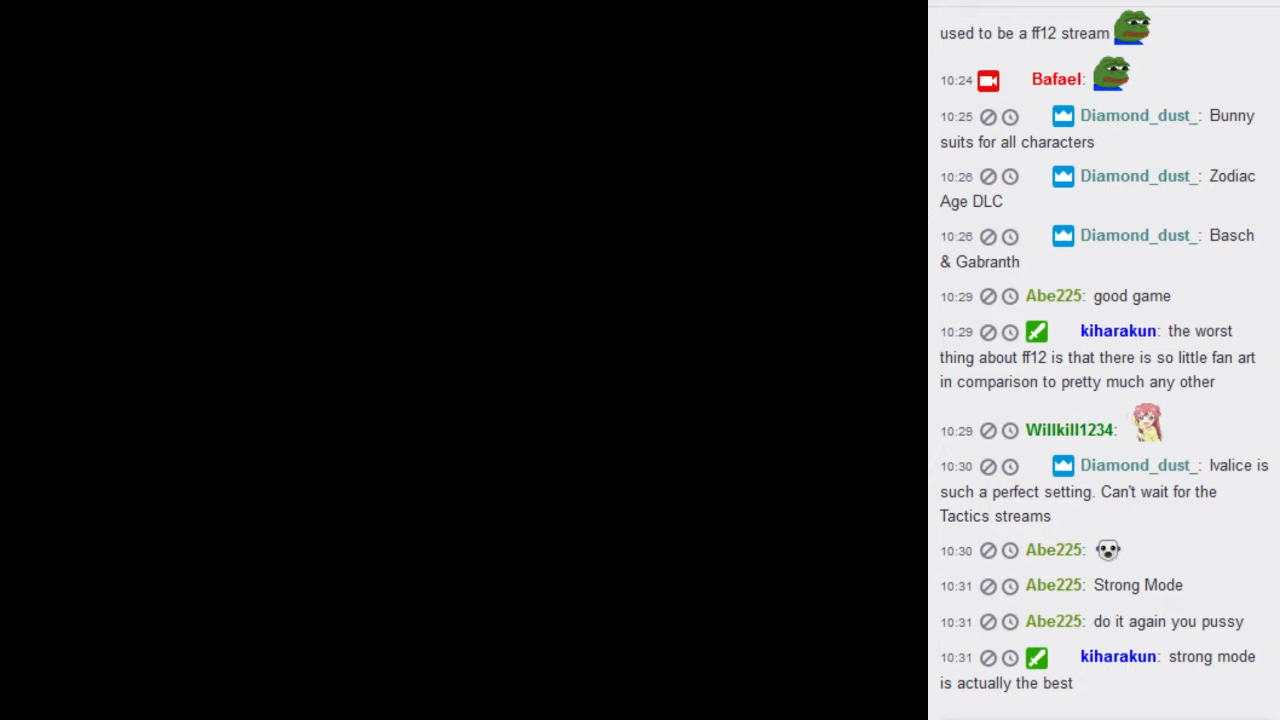 used to be a ff12 stream
10:24 Bafael:
10:25 Diamond_dust_: Bunny
suits for all characters
10:26 Diamond_dust_: Zodiac
Age DLC
10:26 Diamond_dust_: Basch
& Gabranth
10:29 Abe225: good game
10:29 kiharakun: the worst
thing about ff12 is that there is so little fan art
in comparison to pretty much any other
10:29 Willkill1234:
10:30 Diamond_dust_: Ivalice is
such a perfect setting. Can't wait for the
Tactics streams
10:30 Abe225:
10:31 Abe225: Strong Mode
10:31 Abe225: do it again you pussy
10:31 kiharakun: strong mode
is actually the best